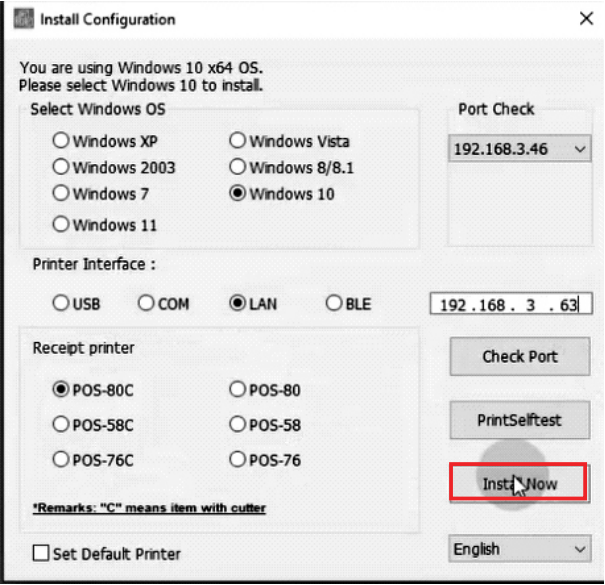 Install Configuration
You are using Windows 10 x64 OS.
Please select Windows 10 to install.
Select Windows OS
Port Check
Windows XP
Windows Vista
192.168.3.46
Windows 2003
Windows 8/8.1
Windows 7
Windows 10
Windows 11
Printer Interface :
USB
COM
LAN
BLE
192 . 168 . 3 . 63
Receipt printer
Check Port
POS-80C
POS-80
POS-58C
POS-58
PrintSelftest
POS-76C
POS-76
Install Now
*Remarks: "C" means item with cutter
Set Default Printer
English